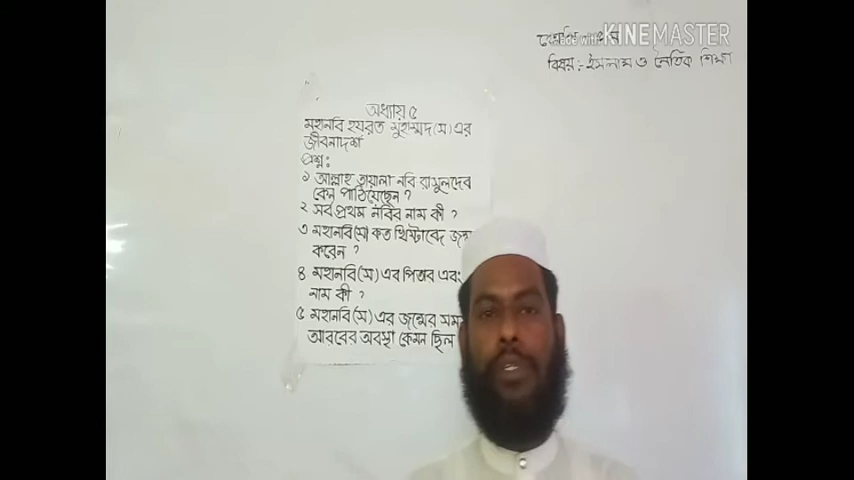 KINEMASTER
বিষয়:- ইসলাম ও নৈতিক শিক্ষা
অধ্যায় ৫
মহানবি হযরত মুহাম্মদ (স) এর
জীবনাদর্শ
প্রশ্ন:
১ আল্লাহ তায়ালা নবি রাসুলদের
কেন পাঠিয়েছেন ?
২ সর্ব প্রথম নবির নাম কী ?
৩ মহানবি (স) কত খ্রিস্টাব্দে জন্ম
করেন ?
৪ মহানবি (স) এর পিতার এবং
নাম কী ?
৫ মহানবি (স) এর জন্মের সময়
আরবের অবস্থা কেমন ছিল